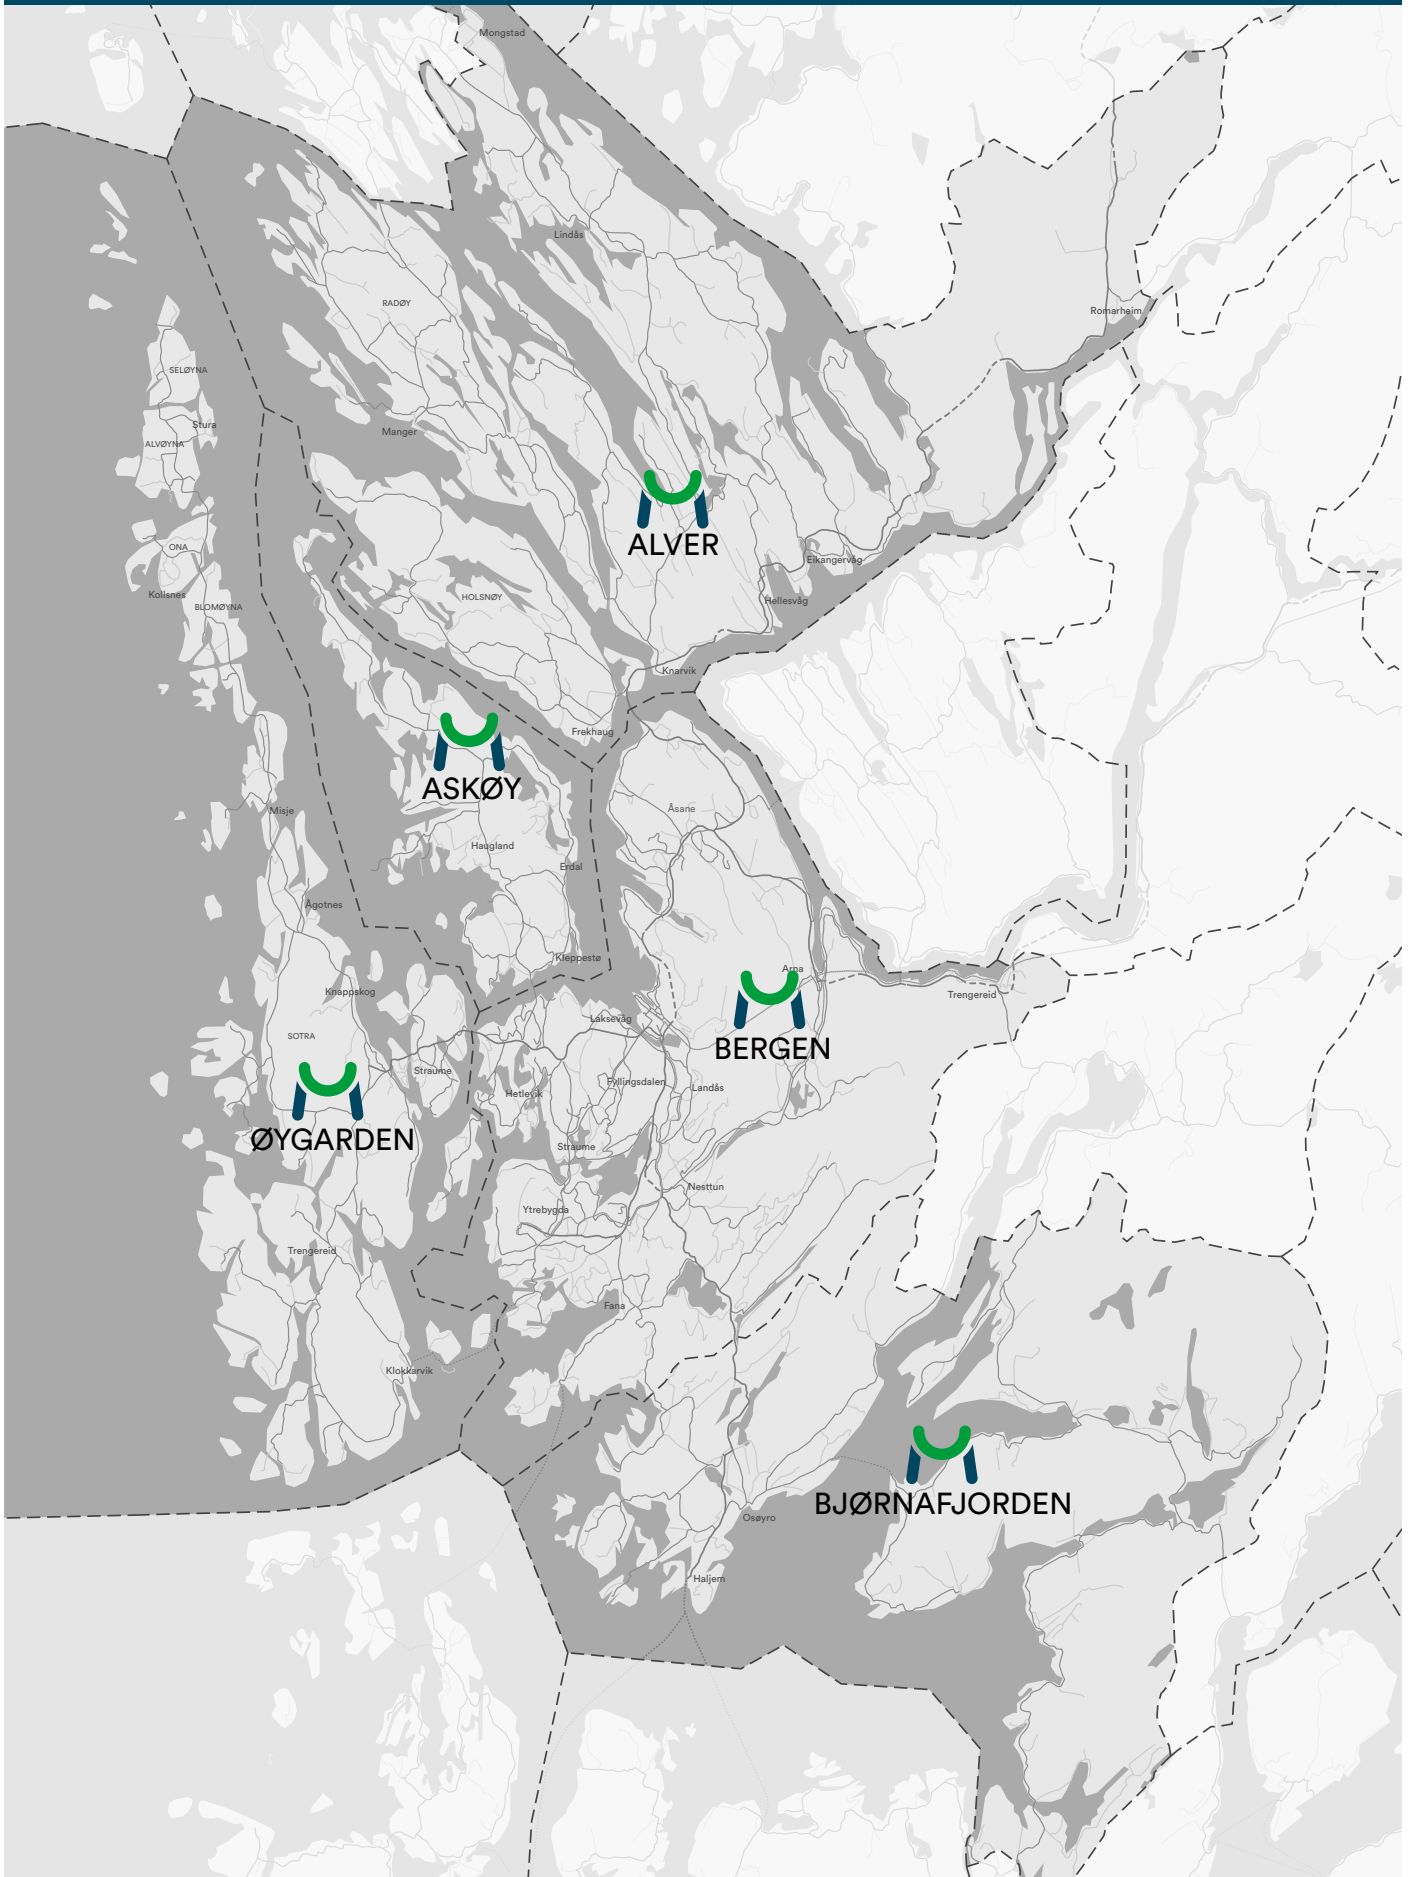 Mongstad
Lindås
RADØY
Romarheim
SELØYNA
Stura
Manger
ALVØYNA
ALVER
ONA
Eikangervåg
Kolisnes
HOLSNØY
Hellesvåg
BLOMØYNA
Knarvik
Frekhaug
ASKØY
Åsane
Misje
Haugland
Erdal
Ågotnes
Kleppestø
Arna
Knappskog
Trengereid
Laksevåg
SOTRA
BERGEN
Straume
Fyllingsdalen
Landås
Hetlevik
ØYGARDEN
Straume
Nesttun
Ytrebygda
Trengereid
Fana
Klokkarvik
BJØRNAFJORDEN
Osøyro
Haljem